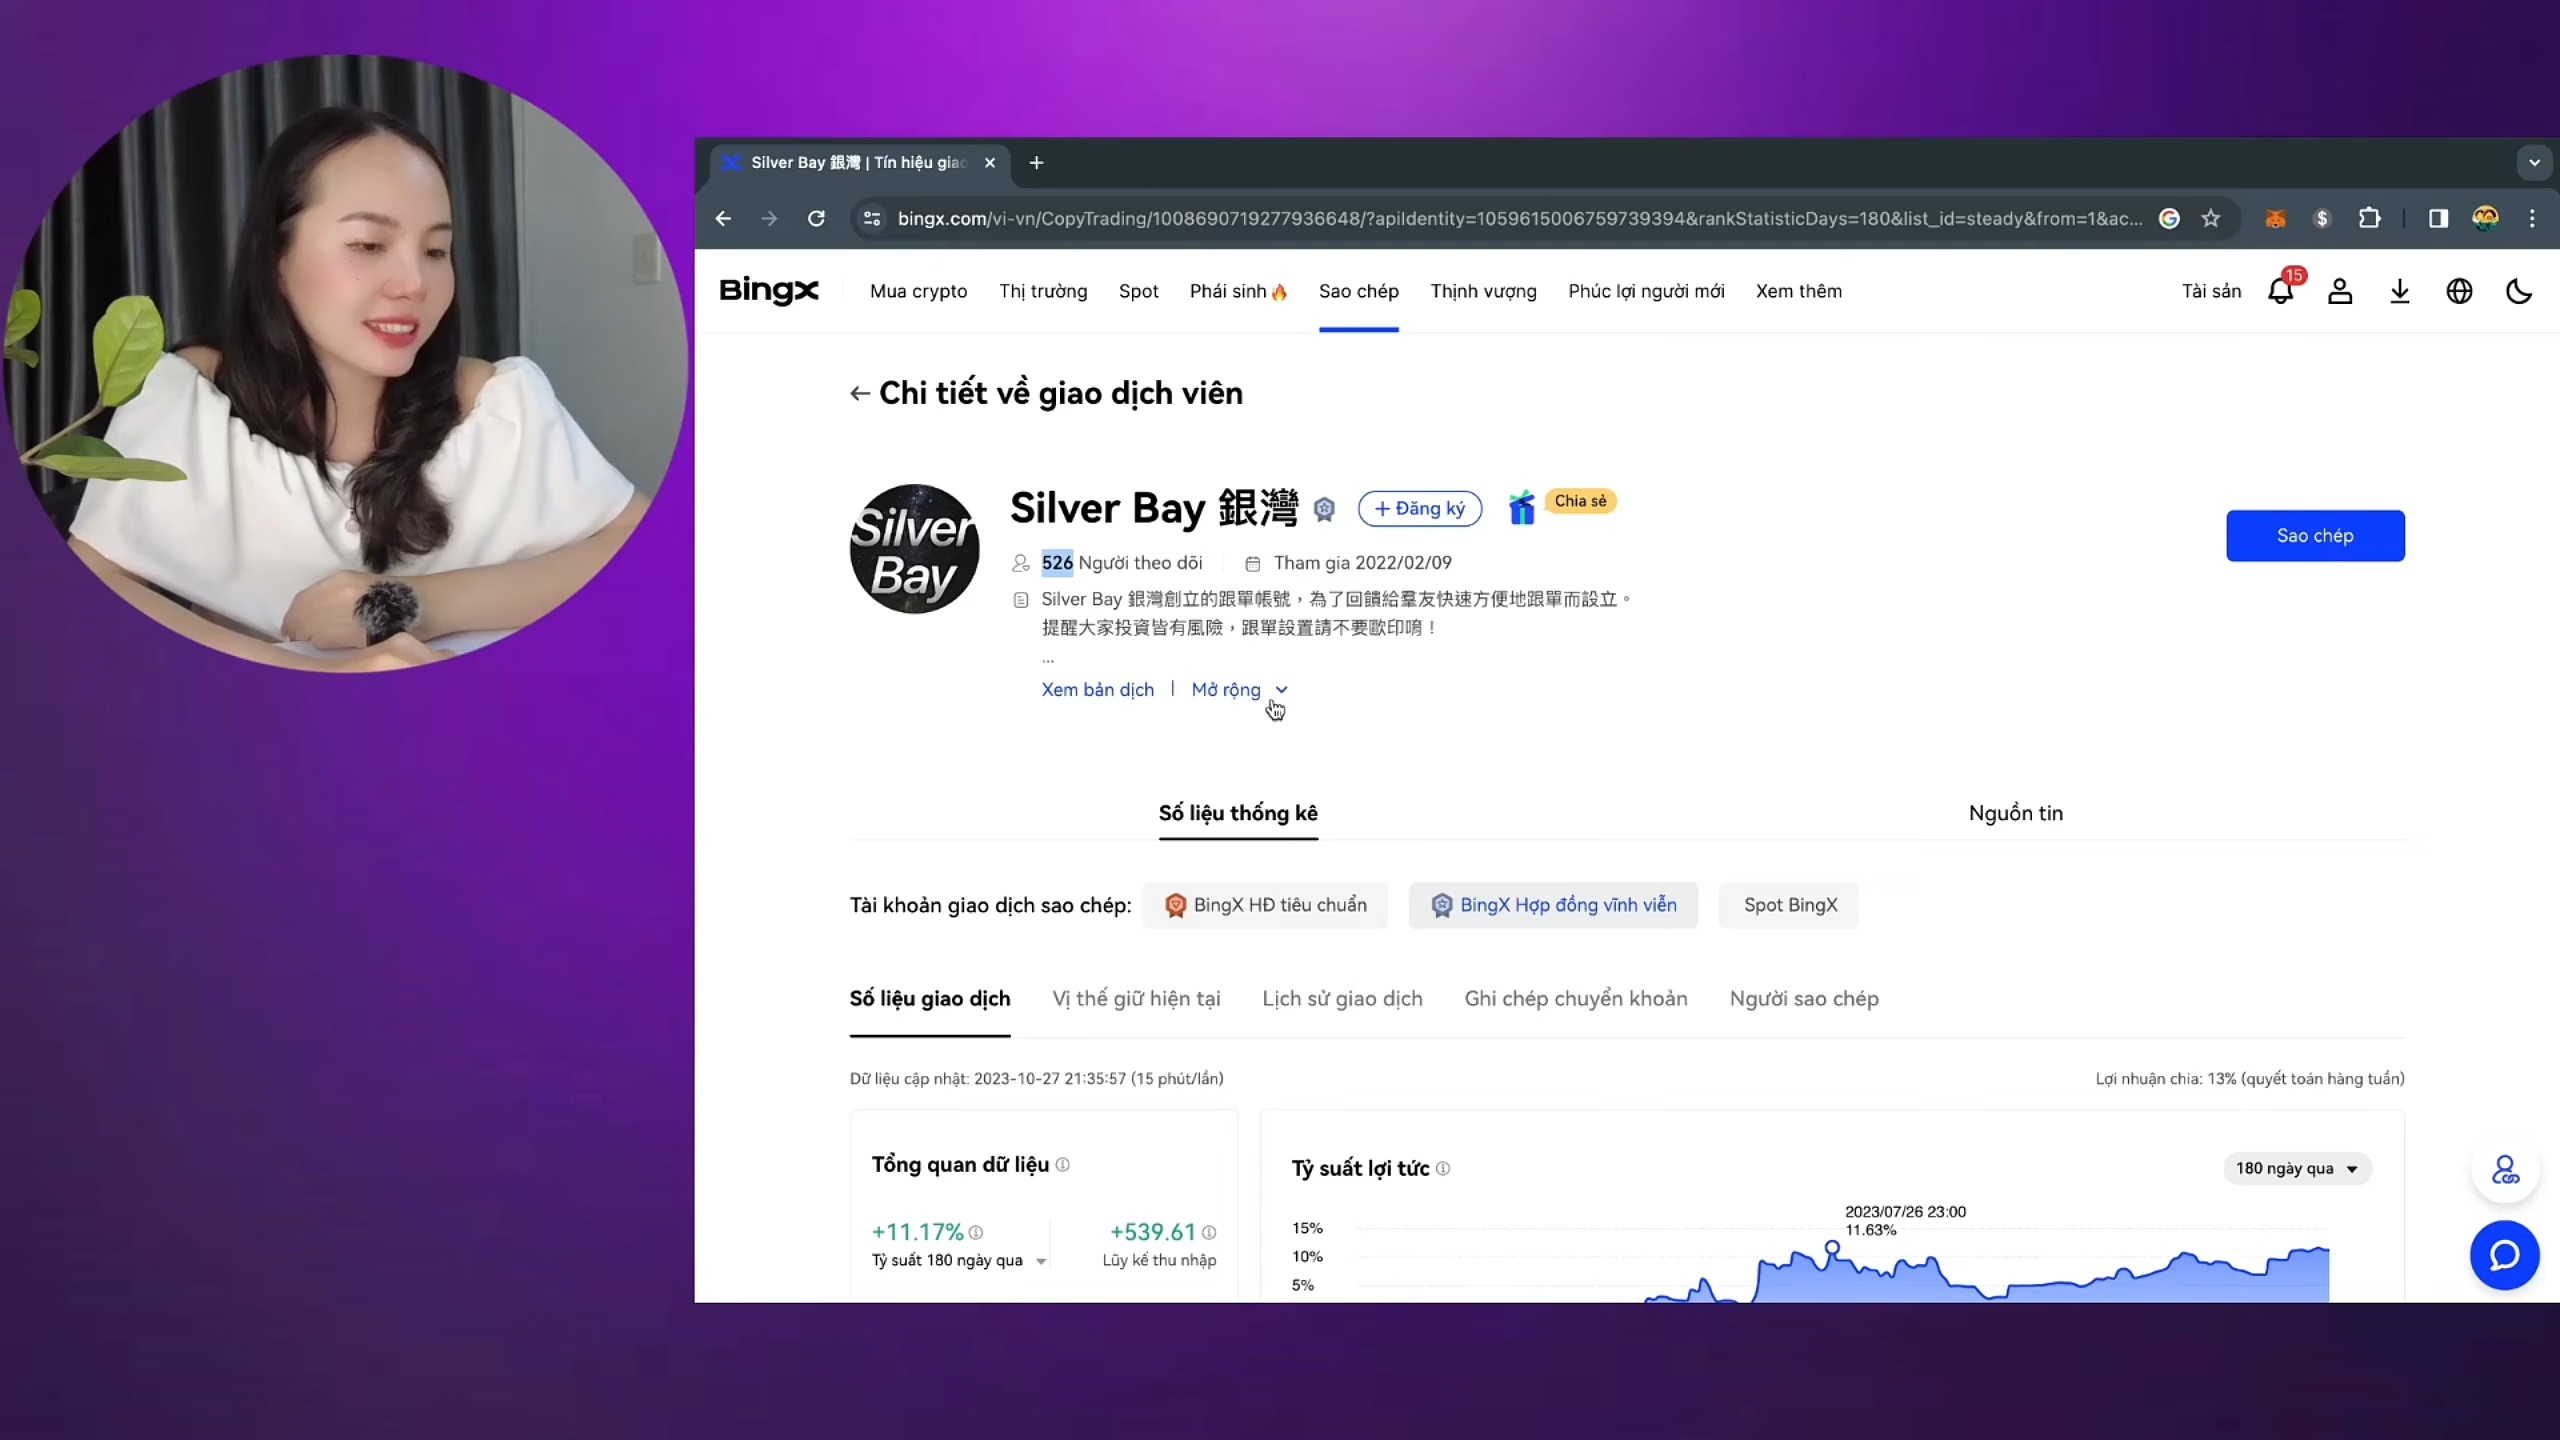 Silver Bay 銀灣 | Tín hiệu giao
bingx.com/vi-vn/CopyTrading/1008690719277936648/?apiIdentity=1059615006759739394&rankStatisticDays=180&list_id=steady&from=1&ac...
BingX
Mua crypto
Thị trường
Spot
Phái sinh
Sao chép
Thịnh vượng
Phúc lợi người mới
Xem thêm
Tài sản
15
Chi tiết về giao dịch viên
Silver
Bay
Silver Bay 銀灣
+ Đăng ký
Chia sẻ
Sao chép
526 Người theo dõi
Tham gia 2022/02/09
Silver Bay 銀灣創立的跟單帳號，為了回饋給羣友快速方便地跟單而設立。
提醒大家投資皆有風險，跟單設置請不要歐印唷！
...
Xem bản dịch | Mở rộng
Số liệu thống kê
Nguồn tin
Tài khoản giao dịch sao chép:
BingX HĐ tiêu chuẩn
BingX Hợp đồng vĩnh viễn
Spot BingX
Số liệu giao dịch
Vị thế giữ hiện tại
Lịch sử giao dịch
Ghi chép chuyển khoản
Người sao chép
Dữ liệu cập nhật: 2023-10-27 21:35:57 (15 phút/lần)
Lợi nhuận chia: 13% (quyết toán hàng tuần)
Tổng quan dữ liệu
+11.17%
Tỷ suất 180 ngày qua
+539.61
Lũy kế thu nhập
Tỷ suất lợi tức
180 ngày qua
2023/07/26 23:00
11.63%
15%
10%
5%